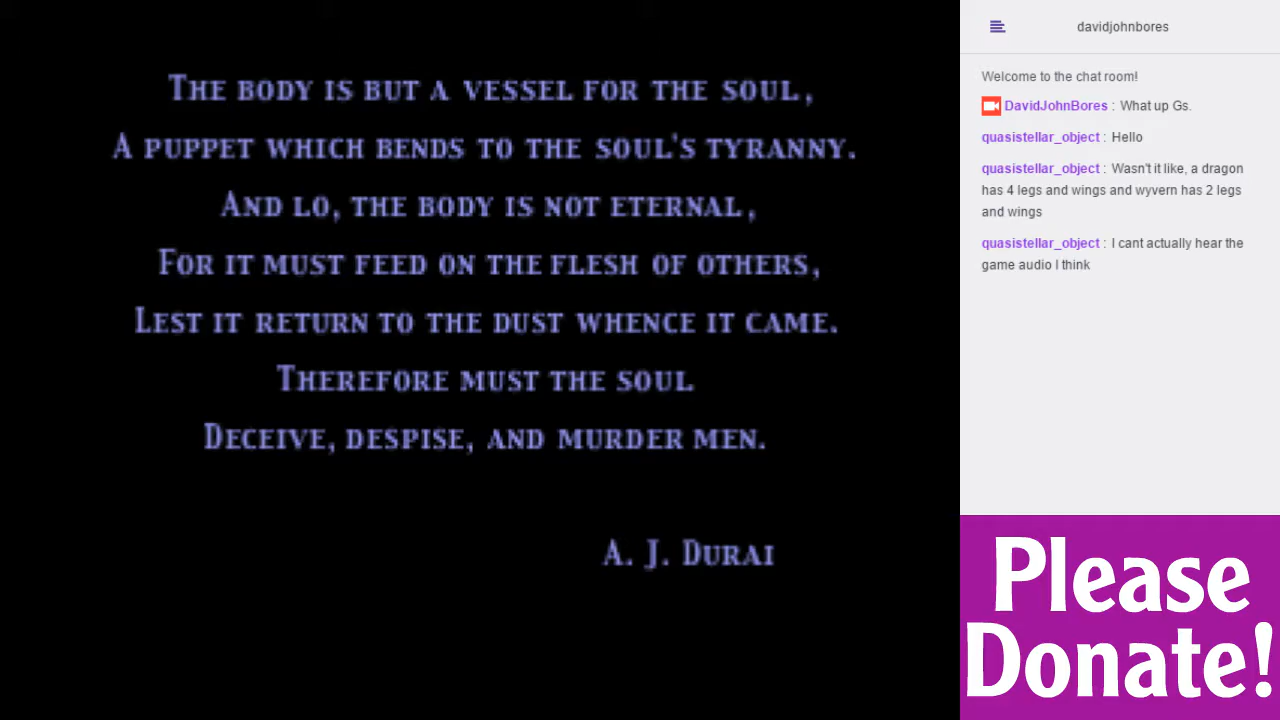 The body is but a vessel for the soul,
A puppet which bends to the soul's tyranny.
And lo, the body is not eternal,
For it must feed on the flesh of others,
Lest it return to the dust whence it came.
Therefore must the soul
Deceive, despise, and murder men.
A. J. Durai
davidjohnbores
Welcome to the chat room!
DavidJohnBores : What up Gs.
quasistellar_object : Hello
quasistellar_object : Wasn't it like, a dragon
has 4 legs and wings and wyvern has 2 legs
and wings
quasistellar_object : I cant actually hear the
game audio I think
Please
Donate!